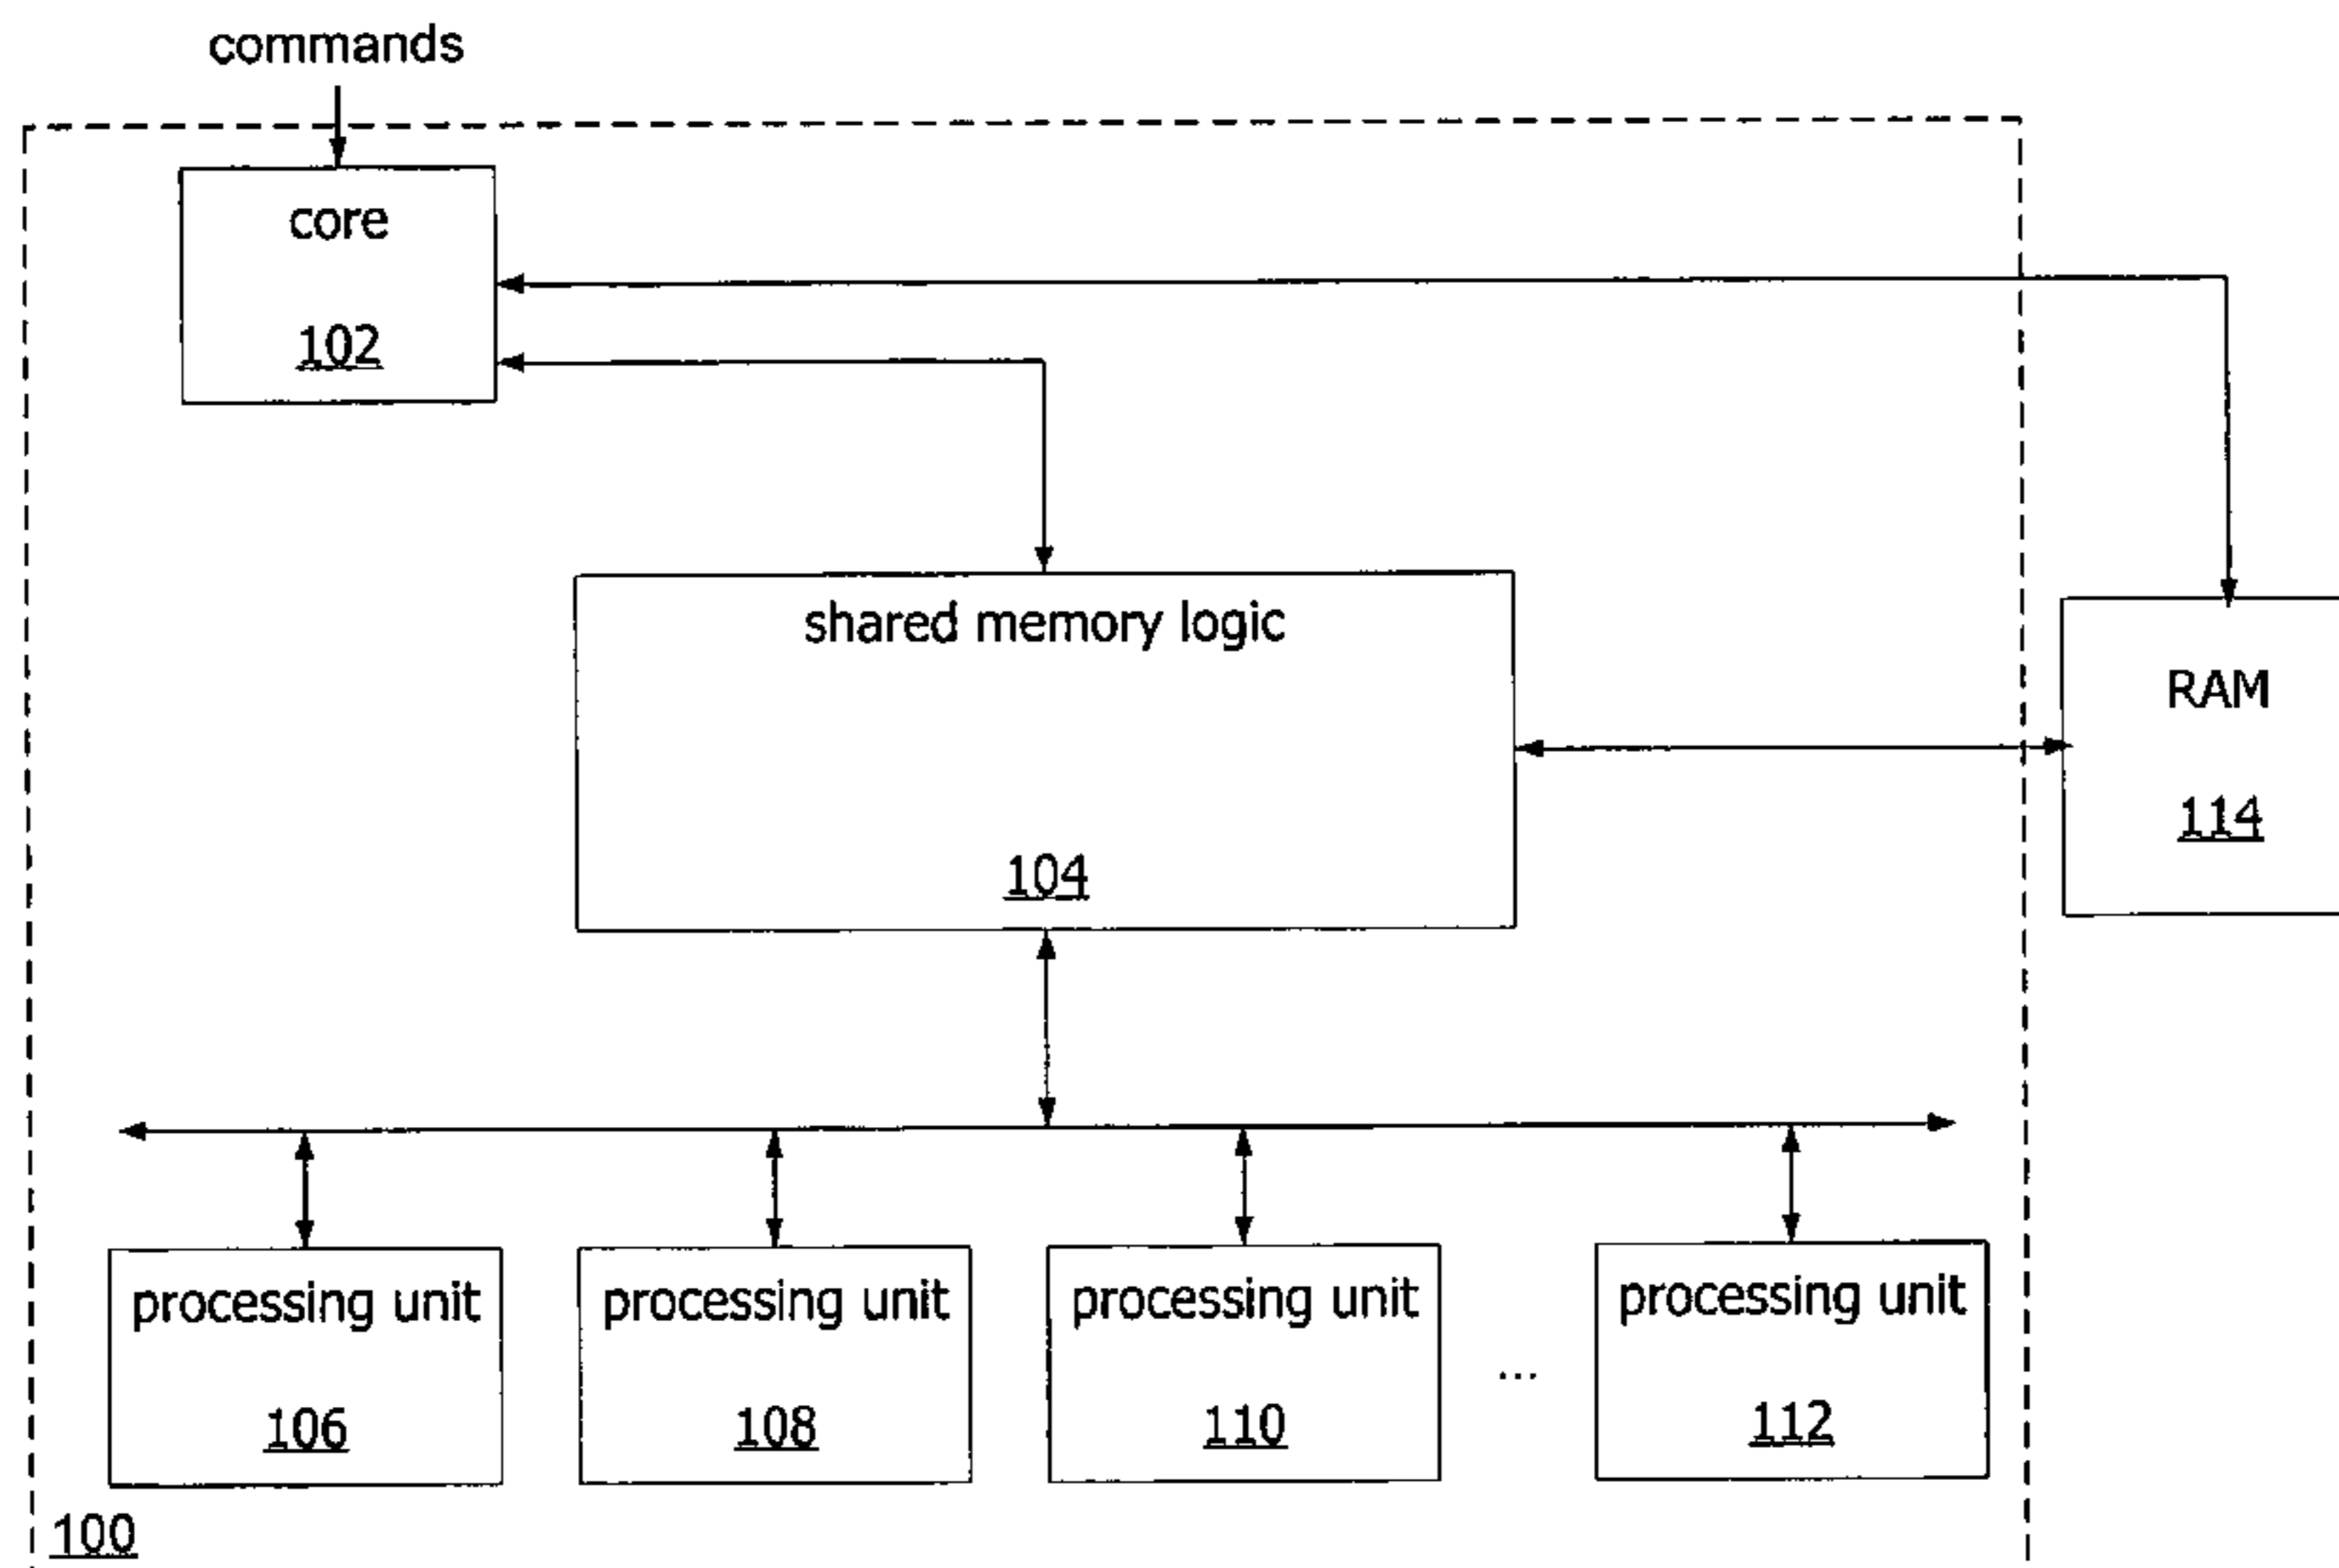 commands
core
102
shared memory logic
104
RAM
114
processing unit
106
processing unit
108
processing unit
110
...
processing unit
112
100